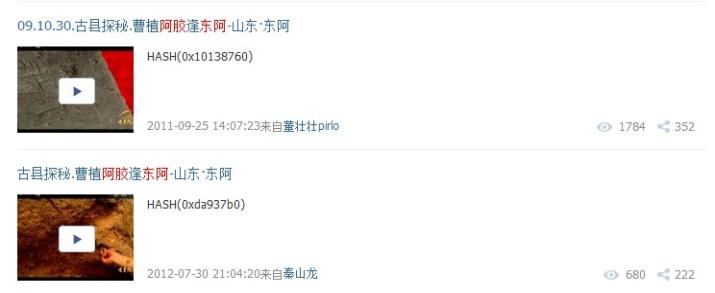 09.10.30.古县探秘.曹植阿胶逢东阿-山东·东阿
HASH(0x10138760)
2011-09-25 14:07:23来自董壮壮pirlo
1784 352
古县探秘.曹植阿胶逢东阿-山东·东阿
HASH(0xda937b0)
2012-07-30 21:04:20来自秦山龙
680 222